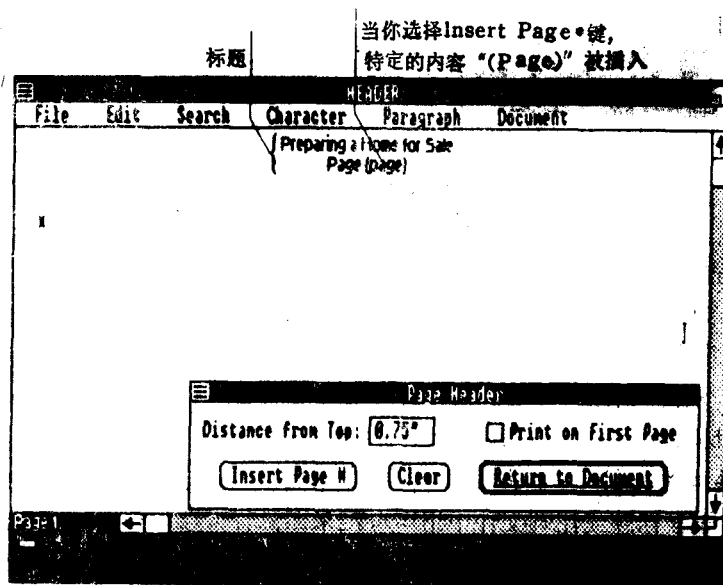 当你选择Insert Page*键,
标题
特定的内容“(Page)”被插入
HEADER
File Edit Search Character Paragraph Document
Preparing a Home for Sale
Page (page)
Page Header
Distance from Top: 0.75" Print on First Page
Insert Page # Clear Return to Document
Page 1